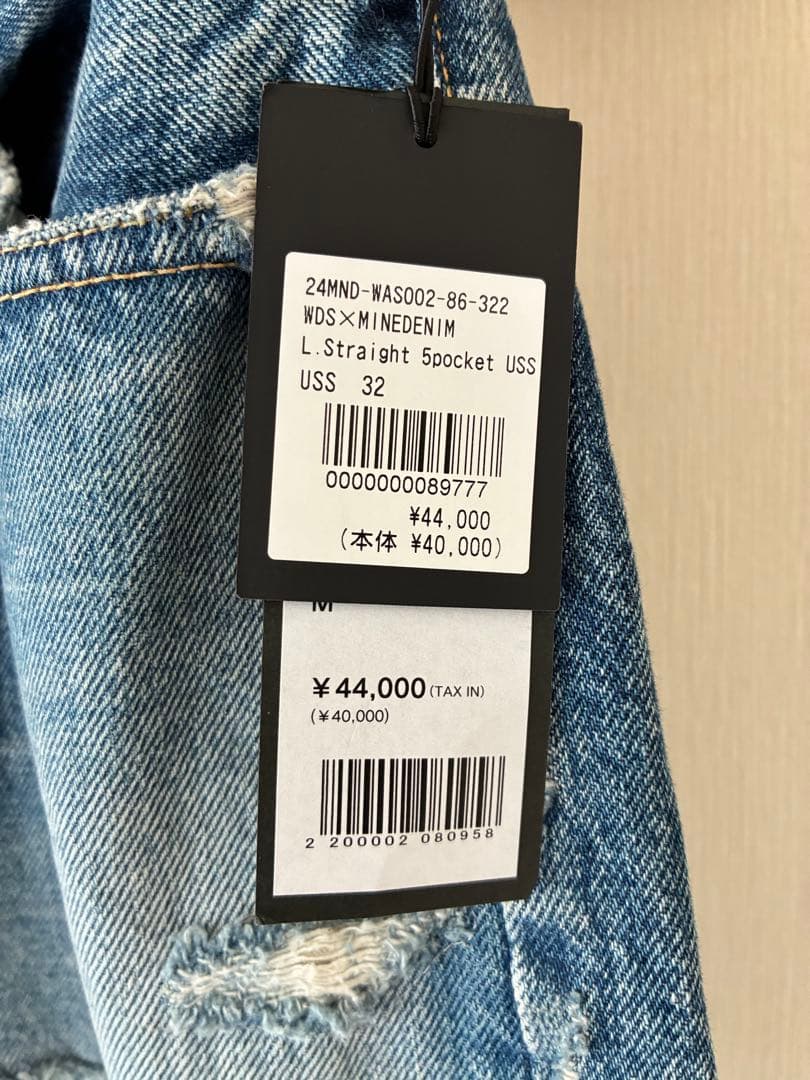 24MND-WAS002-86-322
WDS×MINEDENIM
L.Straight 5pocket USS
USS 32
0000000089777
¥44,000
(本体 ¥40,000)
M
¥44,000 (TAX IN)
(¥40,000)
2 200002 080958